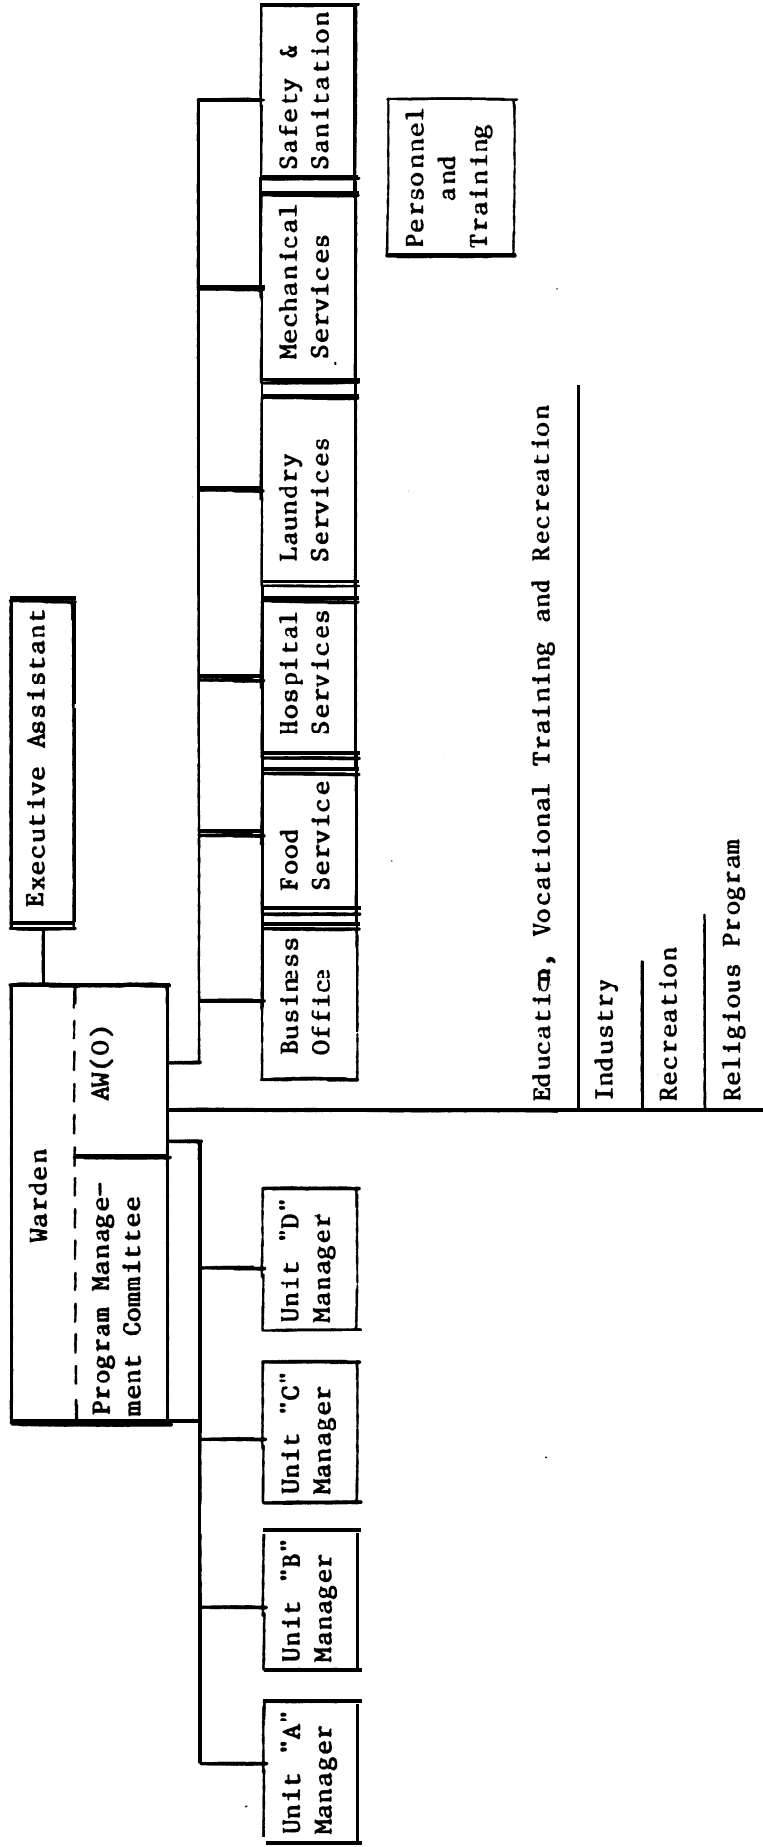 Executive Assistant
Warden
Program Manage-
ment Committee
AW(O)
Unit "A"
Manager
Unit "B"
Manager
Unit "C"
Manager
Unit "D"
Manager
Business
Office
Food
Service
Hospital
Services
Laundry
Services
Mechanical
Services
Safety &
Sanitation
Personnel
and
Training
Education, Vocational Training and Recreation
Industry
Recreation
Religious Program